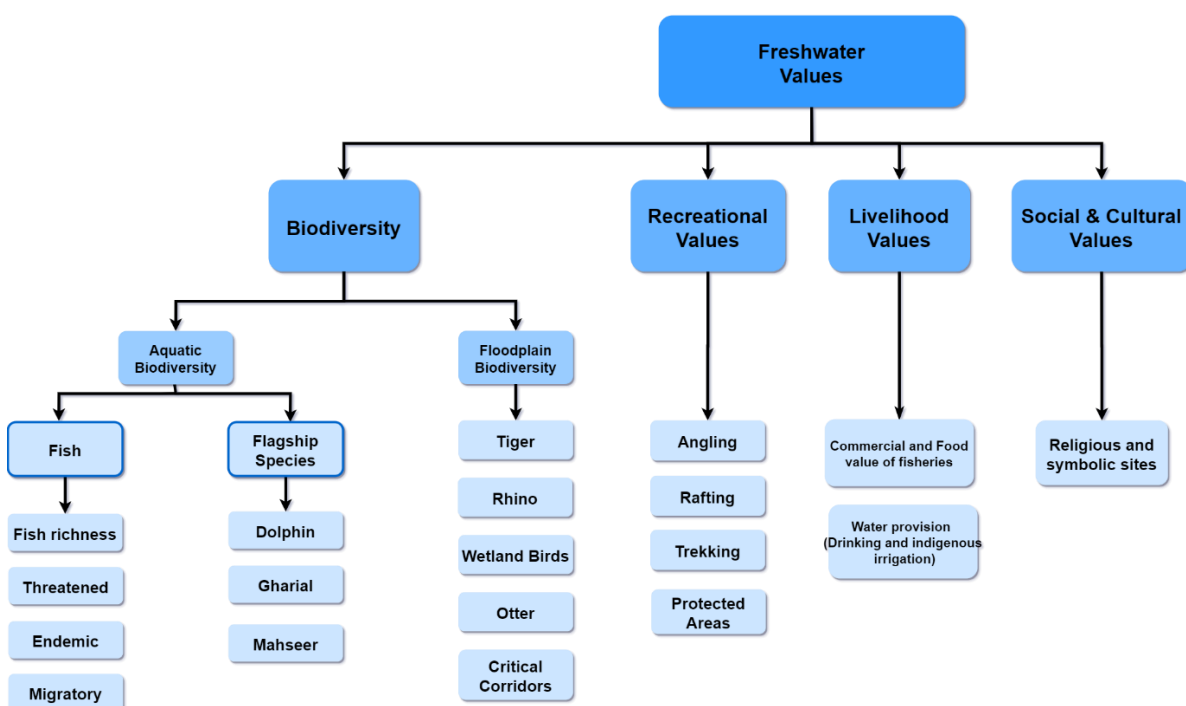 Freshwater
Values
Biodiversity
Recreational
Values
Livelihood
Values
Social & Cultural
Values
Aquatic
Biodiversity
Floodplain
Biodiversity
Fish
Flagship
Species
Fish richness
Threatened
Endemic
Migratory
Dolphin
Gharial
Mahseer
Tiger
Rhino
Wetland Birds
Otter
Critical
Corridors
Angling
Rafting
Trekking
Protected
Areas
Commercial and Food
value of fisheries
Water provision
(Drinking and indigenous
irrigation)
Religious and
symbolic sites